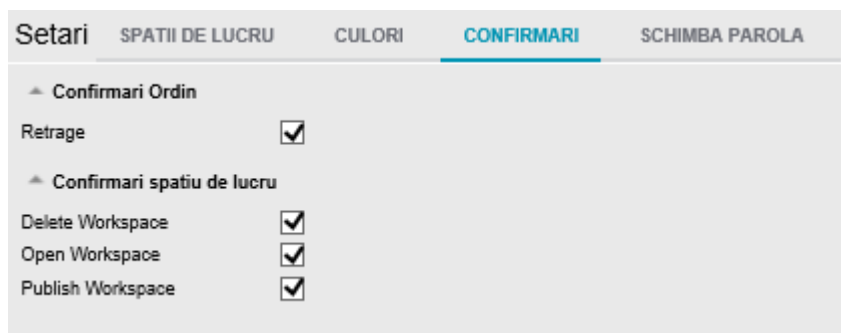 Setari SPATII DE LUCRU CULORI CONFIRMARI SCHIMBA PAROLA
Confirmari Ordin
Retrage
Confirmari spatiu de lucru
Delete Workspace
Open Workspace
Publish Workspace